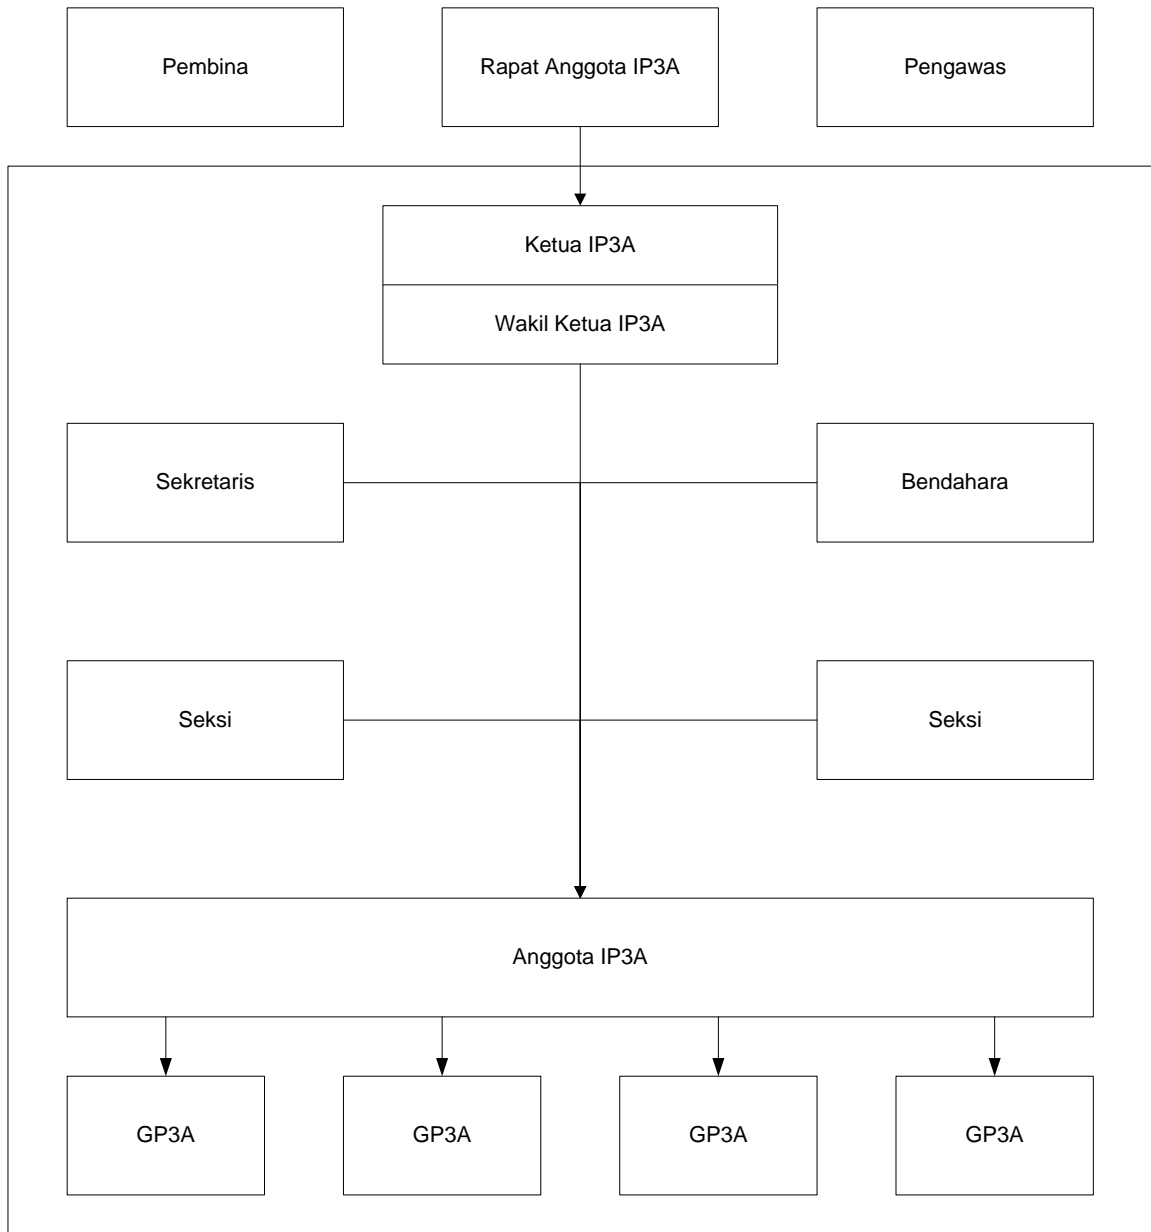 Pembina
Rapat Anggota IP3A
Pengawas
Ketua IP3A
Wakil Ketua IP3A
Sekretaris
Bendahara
Seksi
Seksi
Anggota IP3A
GP3A
GP3A
GP3A
GP3A